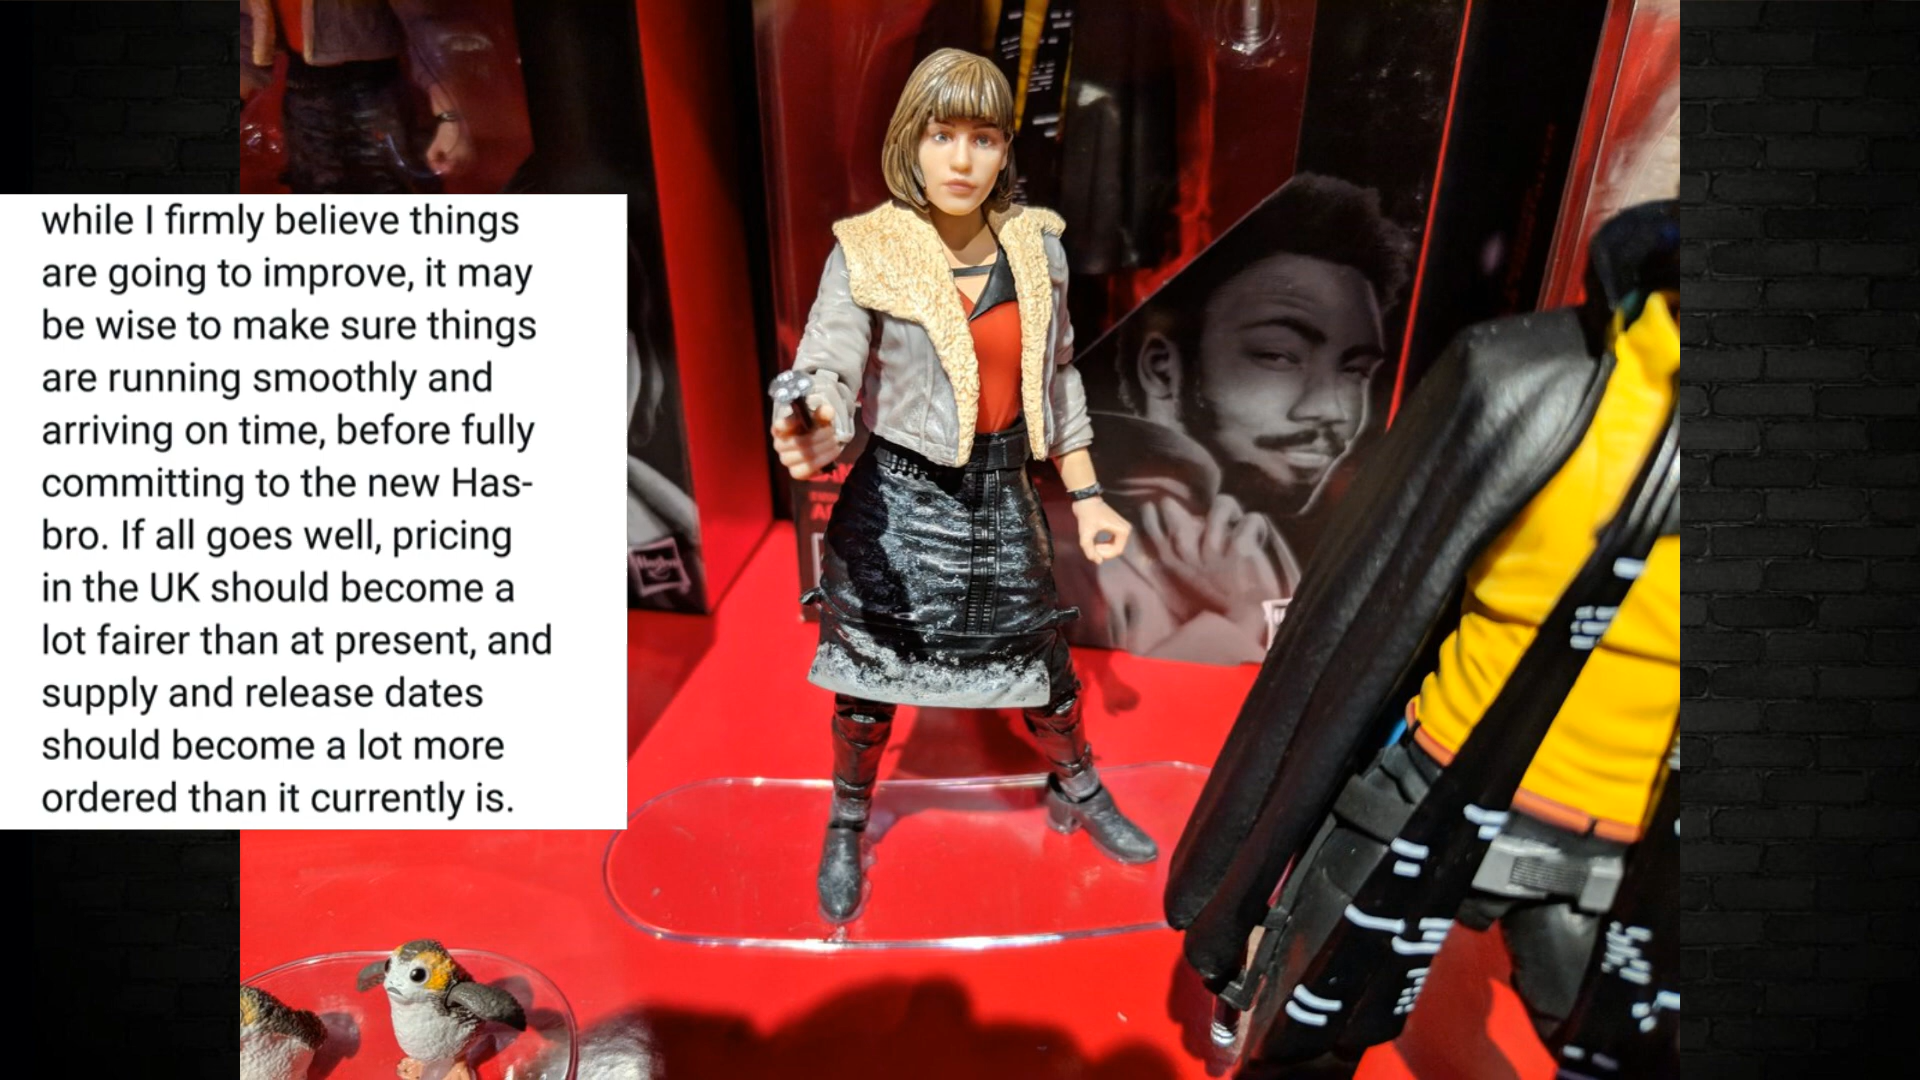 while I firmly believe things
are going to improve, it may
be wise to make sure things
are running smoothly and
arriving on time, before fully
committing to the new Has-
bro. If all goes well, pricing
in the UK should become a
lot fairer than at present, and
supply and release dates
should become a lot more
ordered than it currently is.